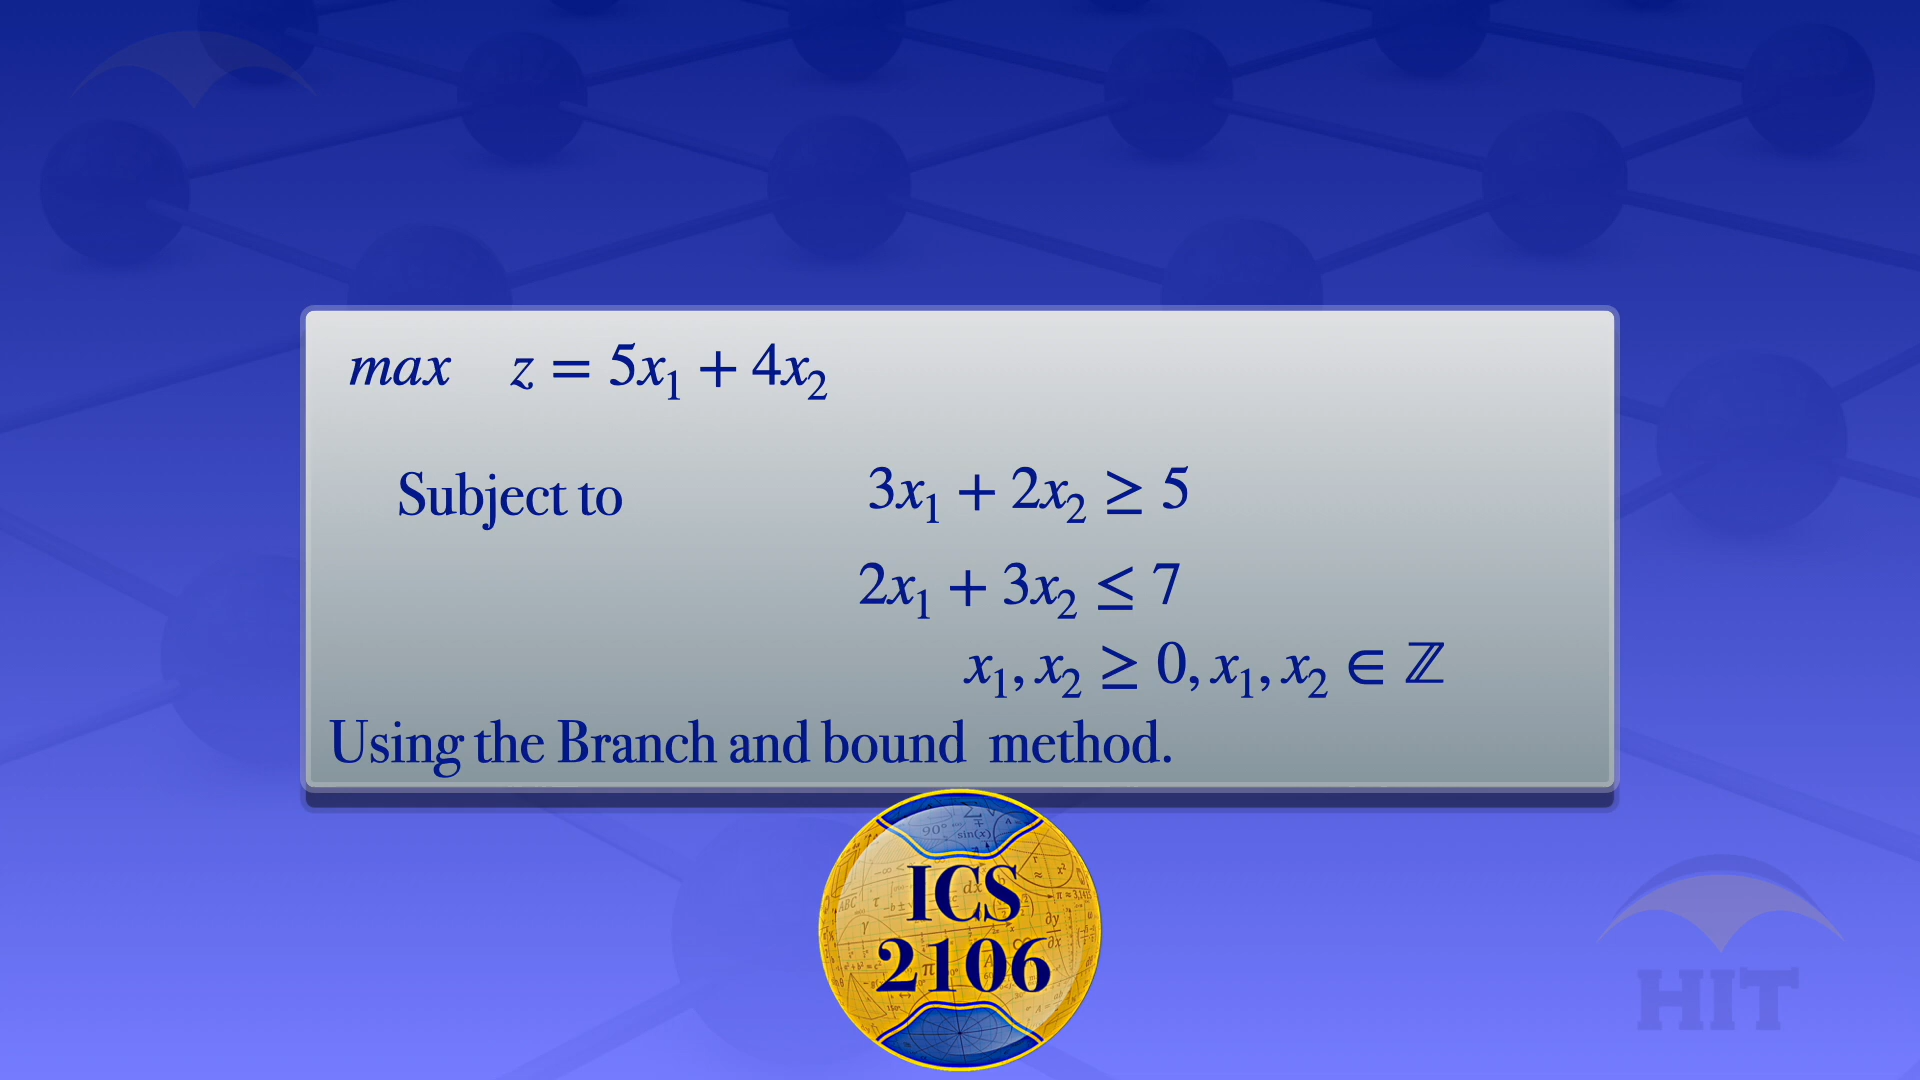 max z = 5x₁ + 4x₂
Subject to 3x₁ + 2x₂ ≥ 5
2x₁ + 3x₂ ≤ 7
x₁, x₂ ≥ 0, x₁, x₂ ∈ ℤ
Using the Branch and bound method.
ICS
2106
HIT